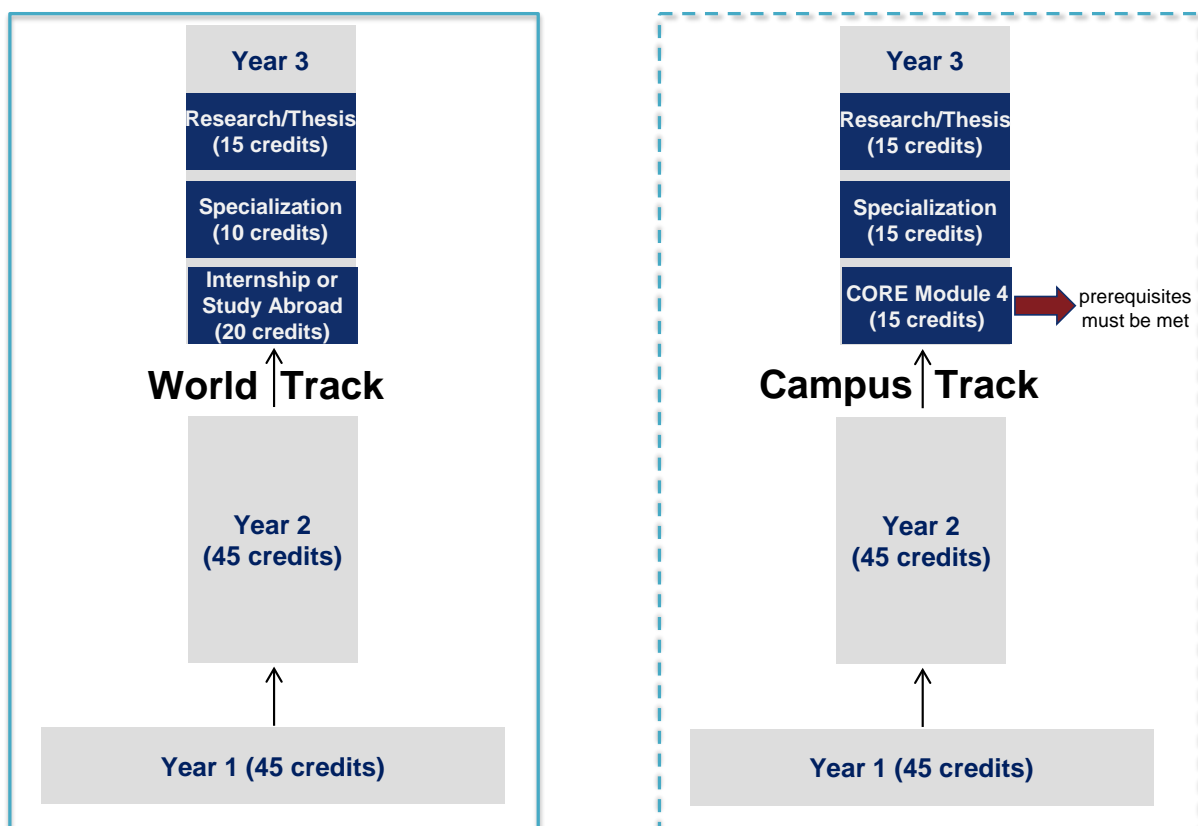 Year 3
Research/Thesis
(15 credits)
Specialization
(10 credits)
Internship or
Study Abroad
(20 credits)
World Track
Year 2
(45 credits)
Year 1 (45 credits)
Year 3
Research/Thesis
(15 credits)
Specialization
(15 credits)
CORE Module 4
(15 credits)
prerequisites
must be met
Campus Track
Year 2
(45 credits)
Year 1 (45 credits)